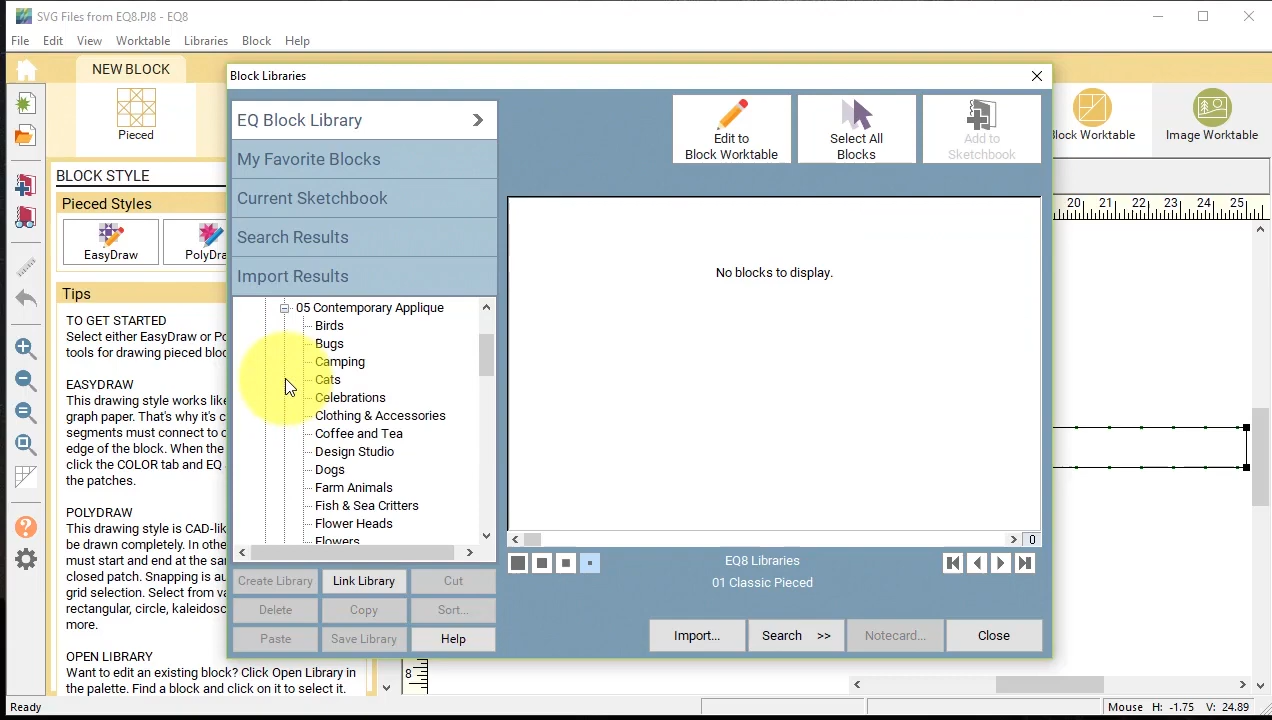 SVG Files from EQ8.PJ8 - EQ8
File Edit View Worktable Libraries Block Help
NEW BLOCK
Pieced
Block Worktable
Image Worktable
BLOCK STYLE
Pieced Styles
EasyDraw
PolyDra
Tips
TO GET STARTED
Select either EasyDraw or Po
tools for drawing pieced bloc
EASYDRAW
This drawing style works like
graph paper. That's why it's c
segments must connect to o
edge of the block. When the
click the COLOR tab and EQ
the patches.
POLYDRAW
This drawing style is CAD-lik
be drawn completely. In othe
must start and end at the sa
closed patch. Snapping is au
grid selection. Select from va
rectangular, circle, kaleidosc
more.
OPEN LIBRARY
Want to edit an existing block? Click Open Library in
the palette. Find a block and click on it to select it.
Block Libraries
EQ Block Library
My Favorite Blocks
Current Sketchbook
Search Results
Import Results
05 Contemporary Applique
Birds
Bugs
Camping
Cats
Celebrations
Clothing & Accessories
Coffee and Tea
Design Studio
Dogs
Farm Animals
Fish & Sea Critters
Flower Heads
Flowers
Create Library Link Library Cut
Delete Copy Sort...
Paste Save Library Help
Edit to
Block Worktable
Select All
Blocks
Add to
Sketchbook
No blocks to display.
0
EQ8 Libraries
01 Classic Pieced
Import... Search >> Notecard... Close
20 21 22 23 24 25
8
Ready
Mouse H: -1.75 V: 24.89